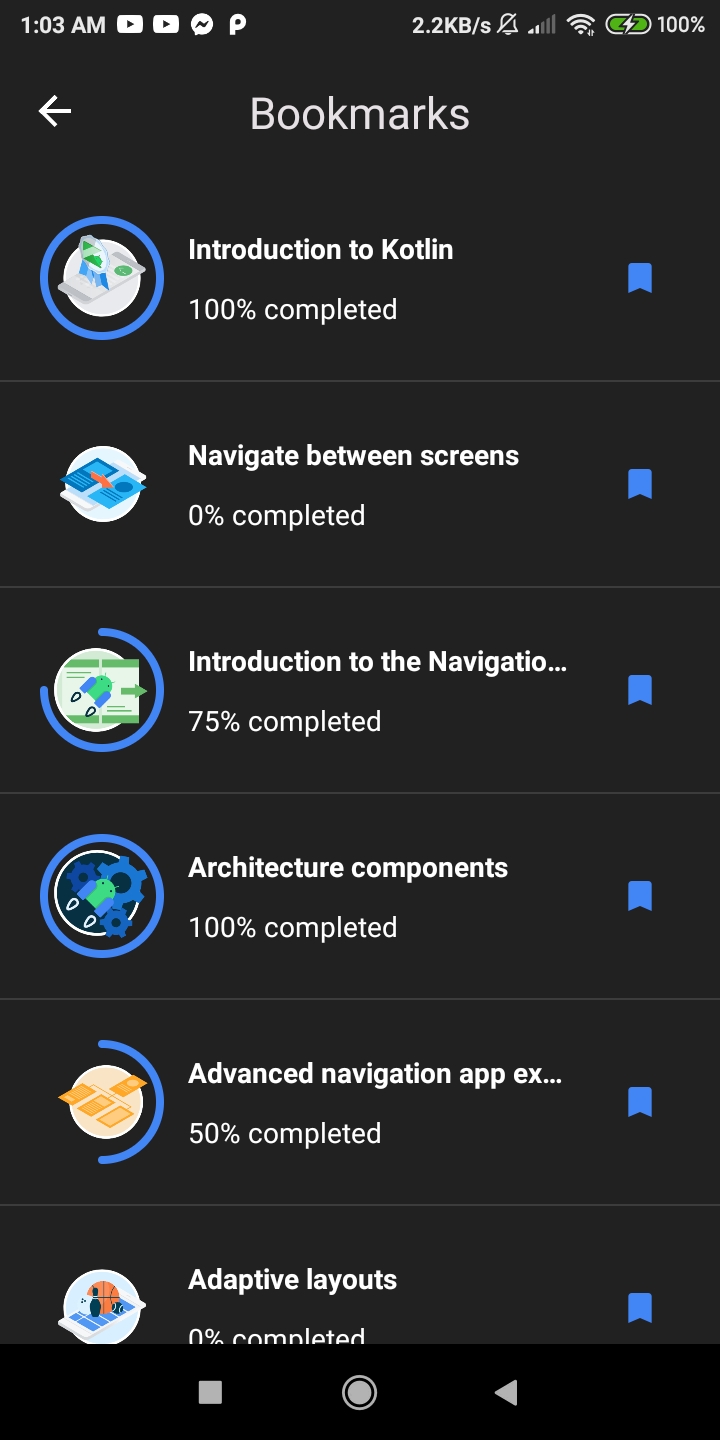 1:03 AM 2.2KB/s 100%
Bookmarks
Introduction to Kotlin
100% completed
Navigate between screens
0% completed
Introduction to the Navigatio...
75% completed
Architecture components
100% completed
Advanced navigation app ex...
50% completed
Adaptive layouts
0% completed